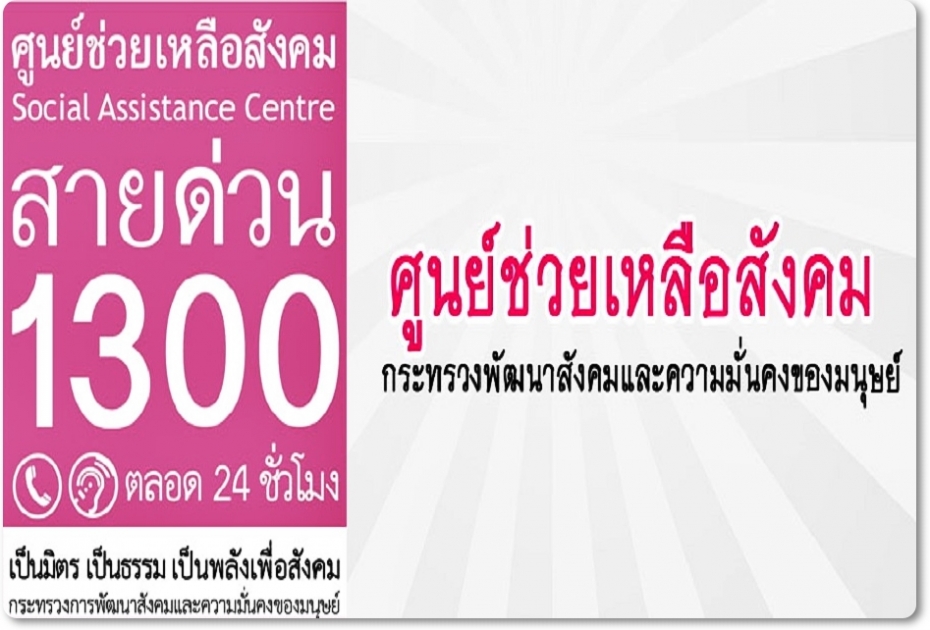 ศูนย์ช่วยเหลือสังคม
Social Assistance Centre
สายด่วน
1300
ตลอด 24 ชั่วโมง
เป็นมิตร เป็นธรรม เป็นพลังเพื่อสังคม
กระทรวงการพัฒนาสังคมและความมั่นคงของมนุษย์
ศูนย์ช่วยเหลือสังคม
กระทรวงพัฒนาสังคมและความมั่นคงของมนุษย์